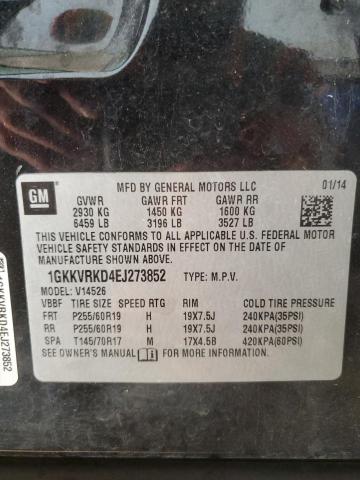 GM
MFD BY GENERAL MOTORS LLC
01/14
GVWR GAWR FRT GAWR RR
2930 KG 1450 KG 1600 KG
6459 LB 3196 LB 3527 LB
THIS VEHICLE CONFORMS TO ALL APPLICABLE
U.S. FEDERAL MOTOR VEHICLE SAFETY AND
THEFT PREVENTION STANDARDS IN EFFECT ON THE DATE OF
MANUFACTURE SHOWN ABOVE.
1GKKVRKD4EJ273852 TYPE: M.P.V.
MODEL: V14526
VBBF TIRE SIZE SPEED RTG RIM COLD TIRE PRESSURE
FRT P255/60R19 H 19X7.5J 240KPA(35PSI)
RR P255/60R19 H 19X7.5J 240KPA(35PSI)
SPA T145/70R17 M 17X4.5B 420KPA(60PSI)
SEE OWNER'S MANUAL FOR MORE INFORMATION.
1GKKVRKD4EJ273852